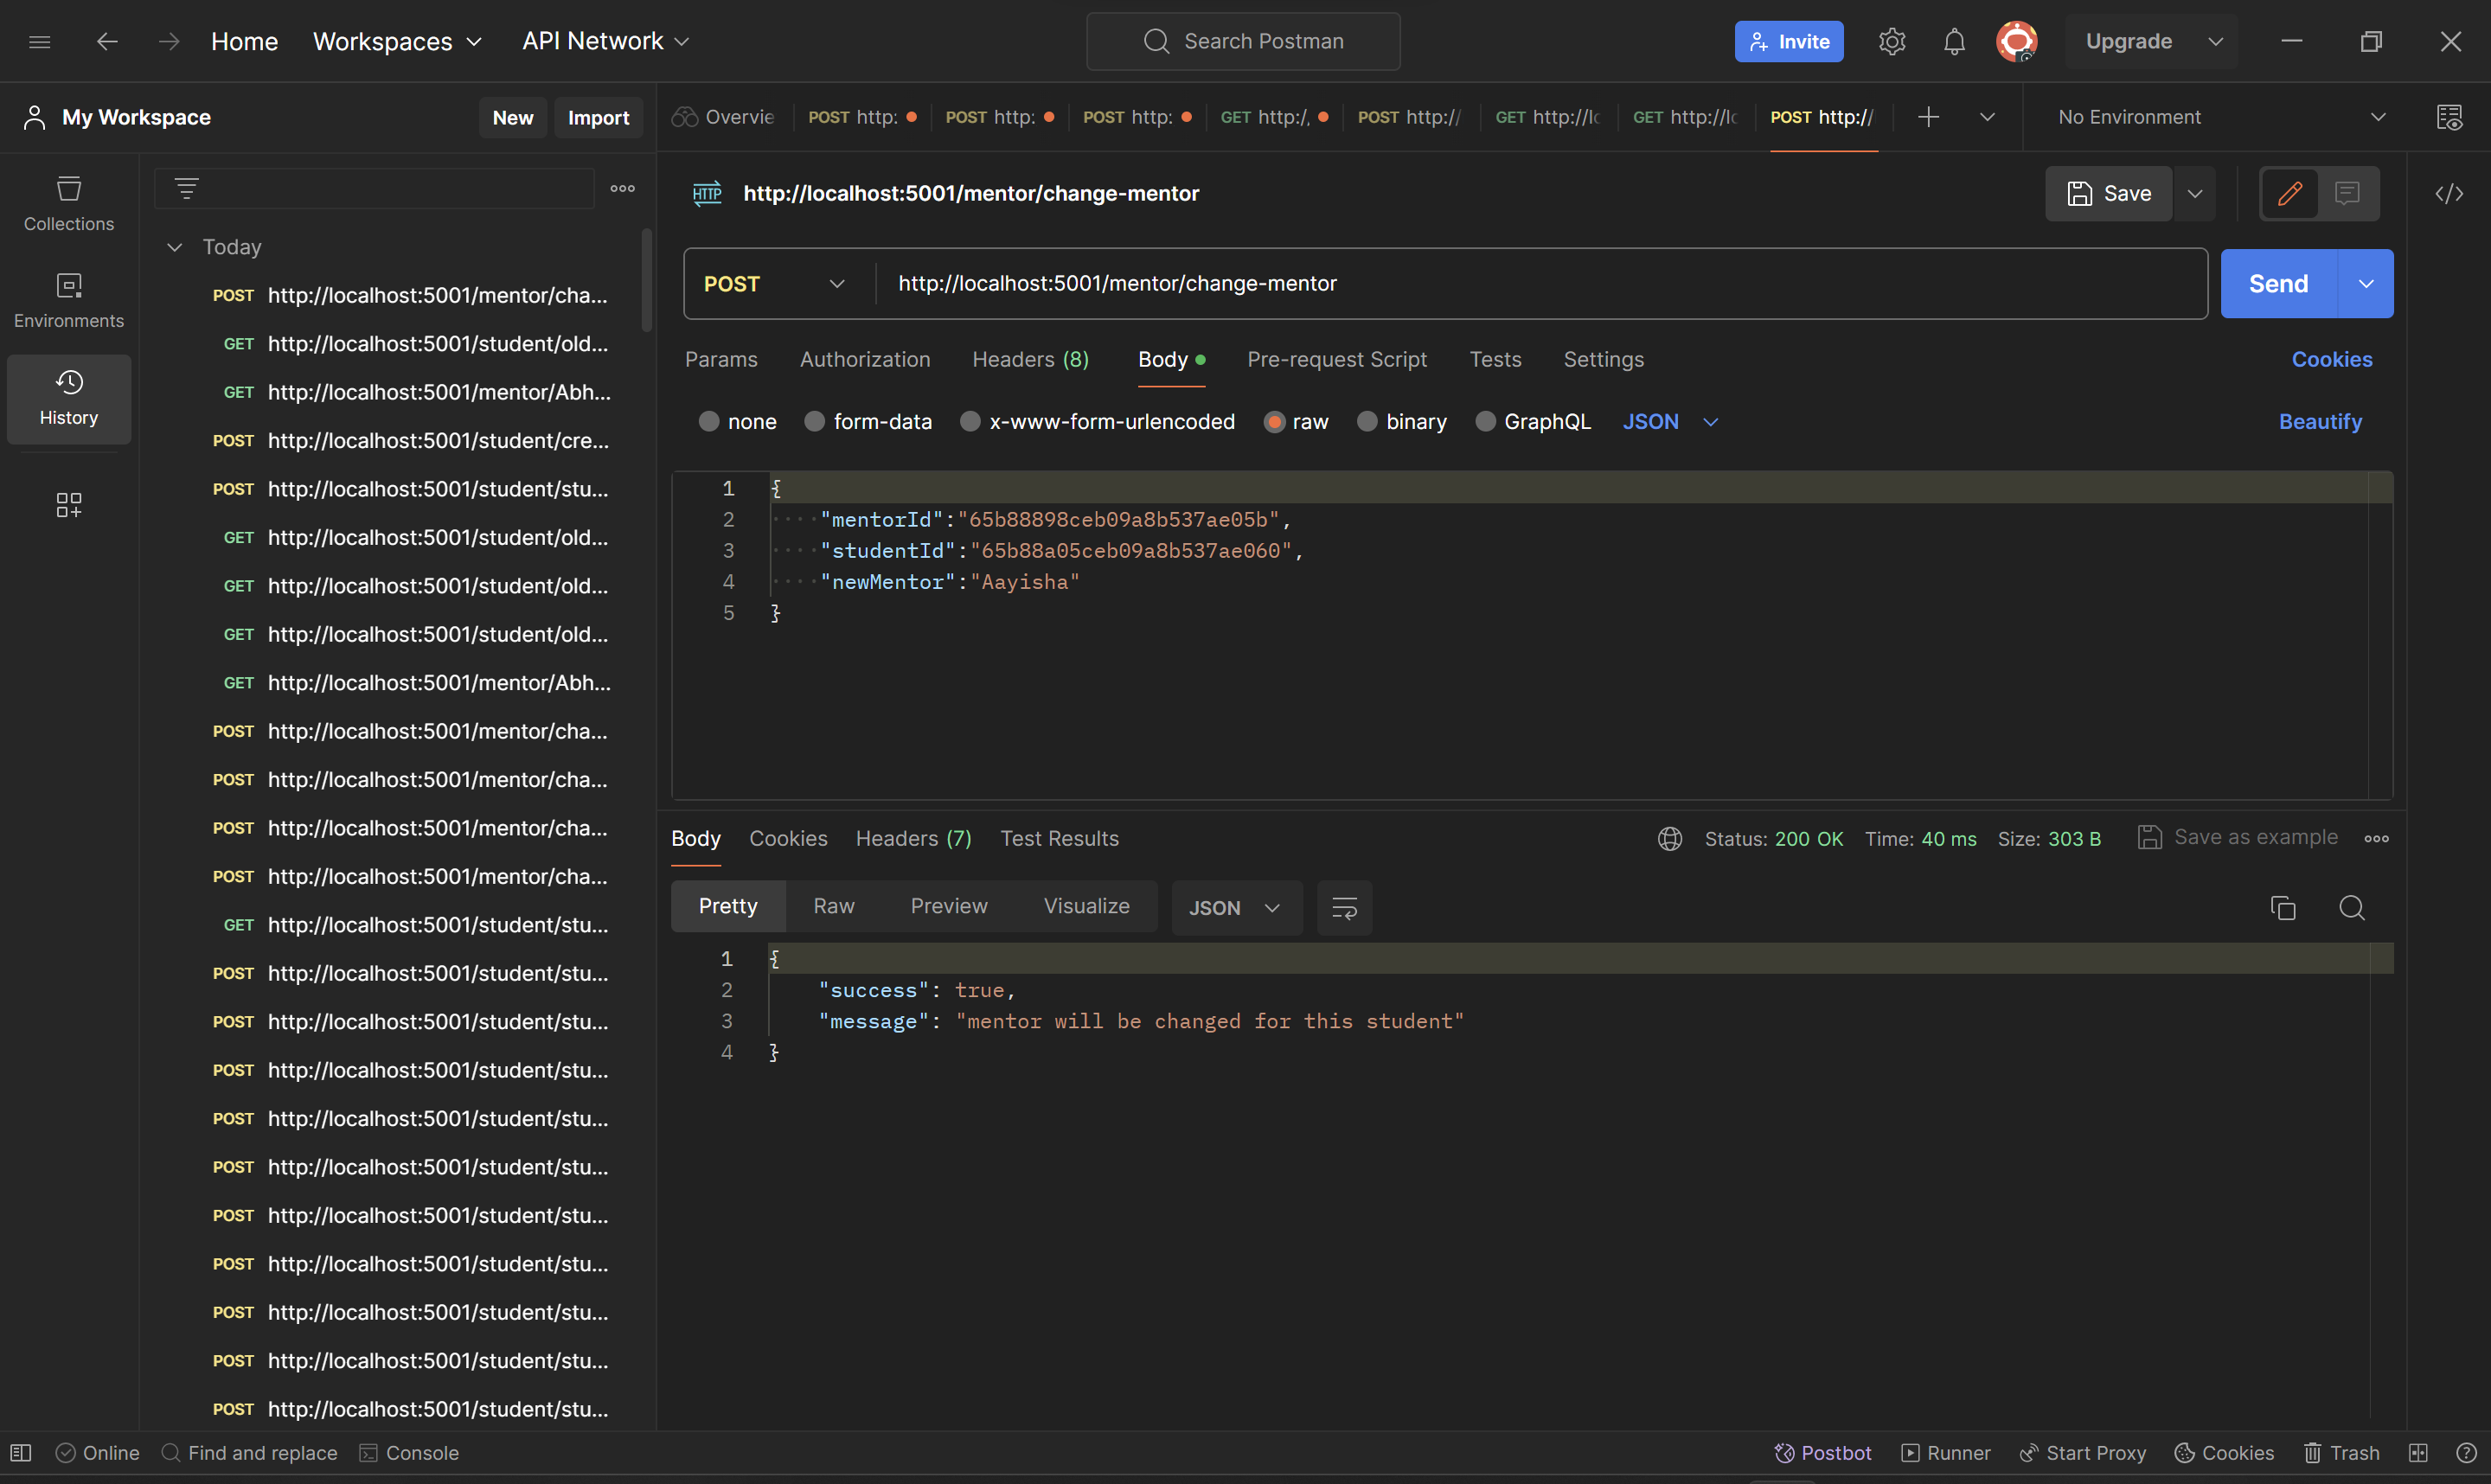 Home Workspaces API Network Search Postman Invite Upgrade
My Workspace New Import
Overvie POST http: POST http: POST http: GET http:/, POST http:// GET http://lo GET http://lo POST http:// No Environment
Collections
Environments
History
Today
POST http://localhost:5001/mentor/cha...
GET http://localhost:5001/student/old...
GET http://localhost:5001/mentor/Abh...
POST http://localhost:5001/student/cre...
POST http://localhost:5001/student/stu...
GET http://localhost:5001/student/old...
GET http://localhost:5001/student/old...
GET http://localhost:5001/student/old...
GET http://localhost:5001/mentor/Abh...
POST http://localhost:5001/mentor/cha...
POST http://localhost:5001/mentor/cha...
POST http://localhost:5001/mentor/cha...
POST http://localhost:5001/mentor/cha...
GET http://localhost:5001/student/stu...
POST http://localhost:5001/student/stu...
POST http://localhost:5001/student/stu...
POST http://localhost:5001/student/stu...
POST http://localhost:5001/student/stu...
POST http://localhost:5001/student/stu...
POST http://localhost:5001/student/stu...
POST http://localhost:5001/student/stu...
POST http://localhost:5001/student/stu...
POST http://localhost:5001/student/stu...
POST http://localhost:5001/student/stu...
HTTP http://localhost:5001/mentor/change-mentor Save
POST http://localhost:5001/mentor/change-mentor Send
Params Authorization Headers (8) Body Pre-request Script Tests Settings Cookies
none form-data x-www-form-urlencoded raw binary GraphQL JSON Beautify
1 {
2 "mentorId":"65b88898ceb09a8b537ae05b",
3 "studentId":"65b88a05ceb09a8b537ae060",
4 "newMentor":"Aayisha"
5 }
Body Cookies Headers (7) Test Results Status: 200 OK Time: 40 ms Size: 303 B Save as example
Pretty Raw Preview Visualize JSON
1 {
2 "success": true,
3 "message": "mentor will be changed for this student"
4 }
Online Find and replace Console Postbot Runner Start Proxy Cookies Trash